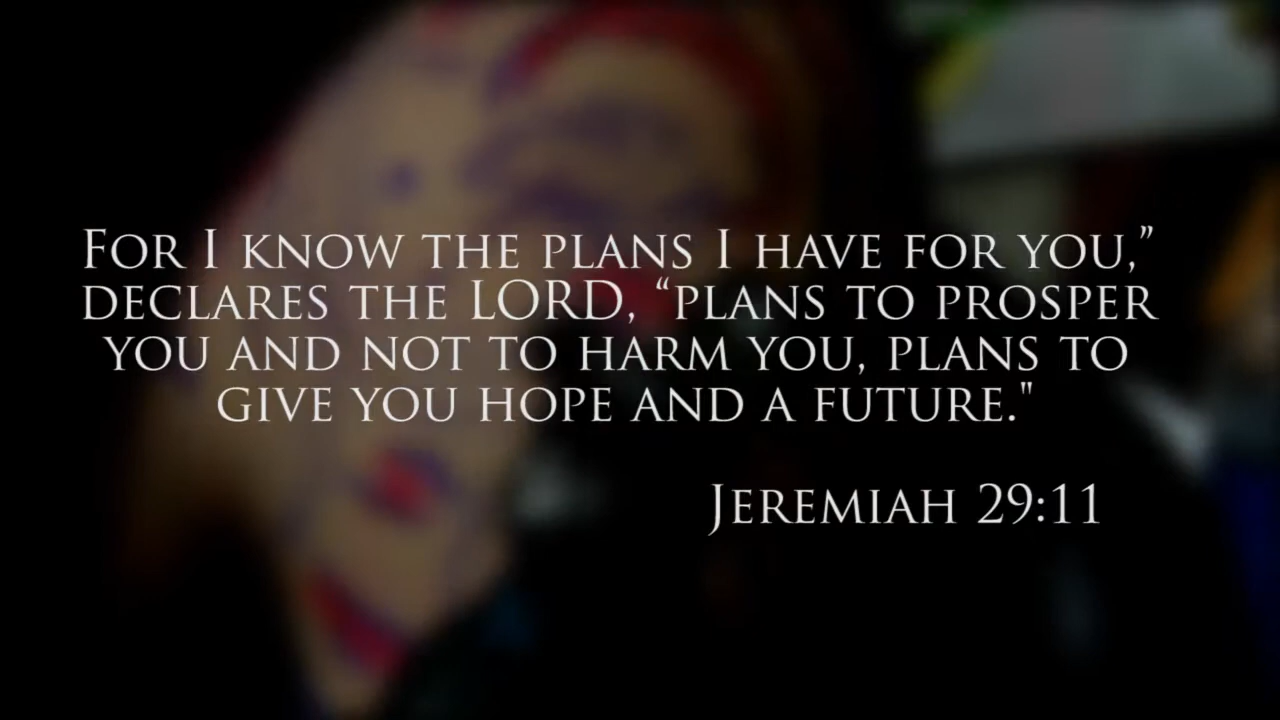 For I know the plans I have for you,”
declares the LORD, “plans to prosper
you and not to harm you, plans to
give you hope and a future."
Jeremiah 29:11